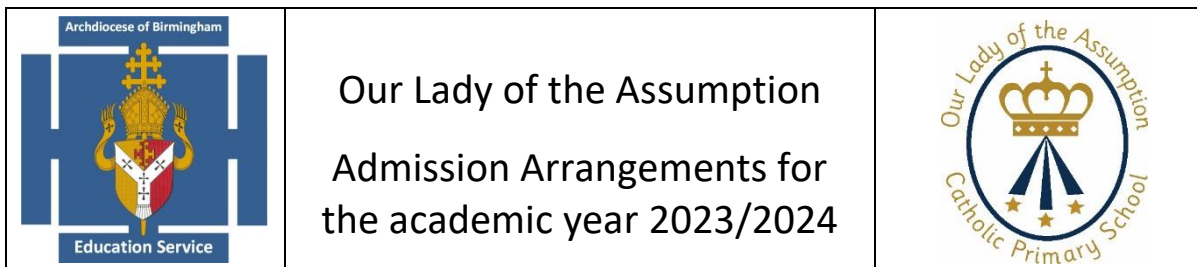 Archdiocese of Birmingham
Education Service
Our Lady of the Assumption
Admission Arrangements for
the academic year 2023/2024
Our Lady of the Assumption
Catholic Primary School